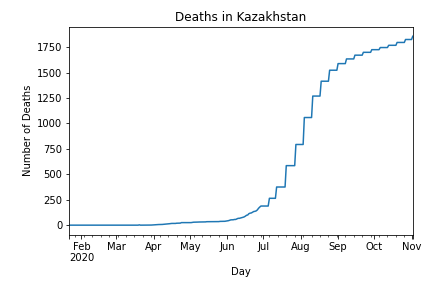 Deaths in Kazakhstan
Number of Deaths
1750
1500
1250
1000
750
500
250
0
Feb Mar Apr May Jun Jul Aug Sep Oct Nov
2020
Day